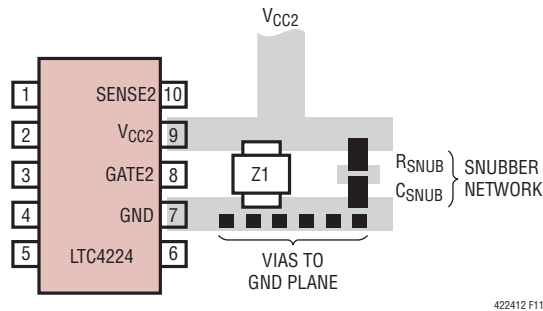 VCC2
1 SENSE2 10
2 VCC2 9
3 GATE2 8
4 GND 7
5 LTC4224 6
Z1
RSNUB
CSNUB
SNUBBER
NETWORK
VIAS TO
GND PLANE
422412 F11